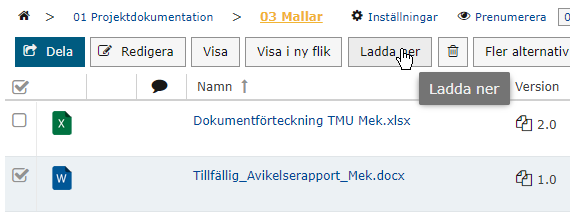 > 01 Projektdokumentation > 03 Mallar Inställningar Prenumerera 0
Dela Redigera Visa Visa i ny flik Ladda ner Fler alternativ
Ladda ner
Namn ↑ Version
X Dokumentförteckning TMU Mek.xlsx 2.0
W Tillfällig_Avikelserapport_Mek.docx 1.0